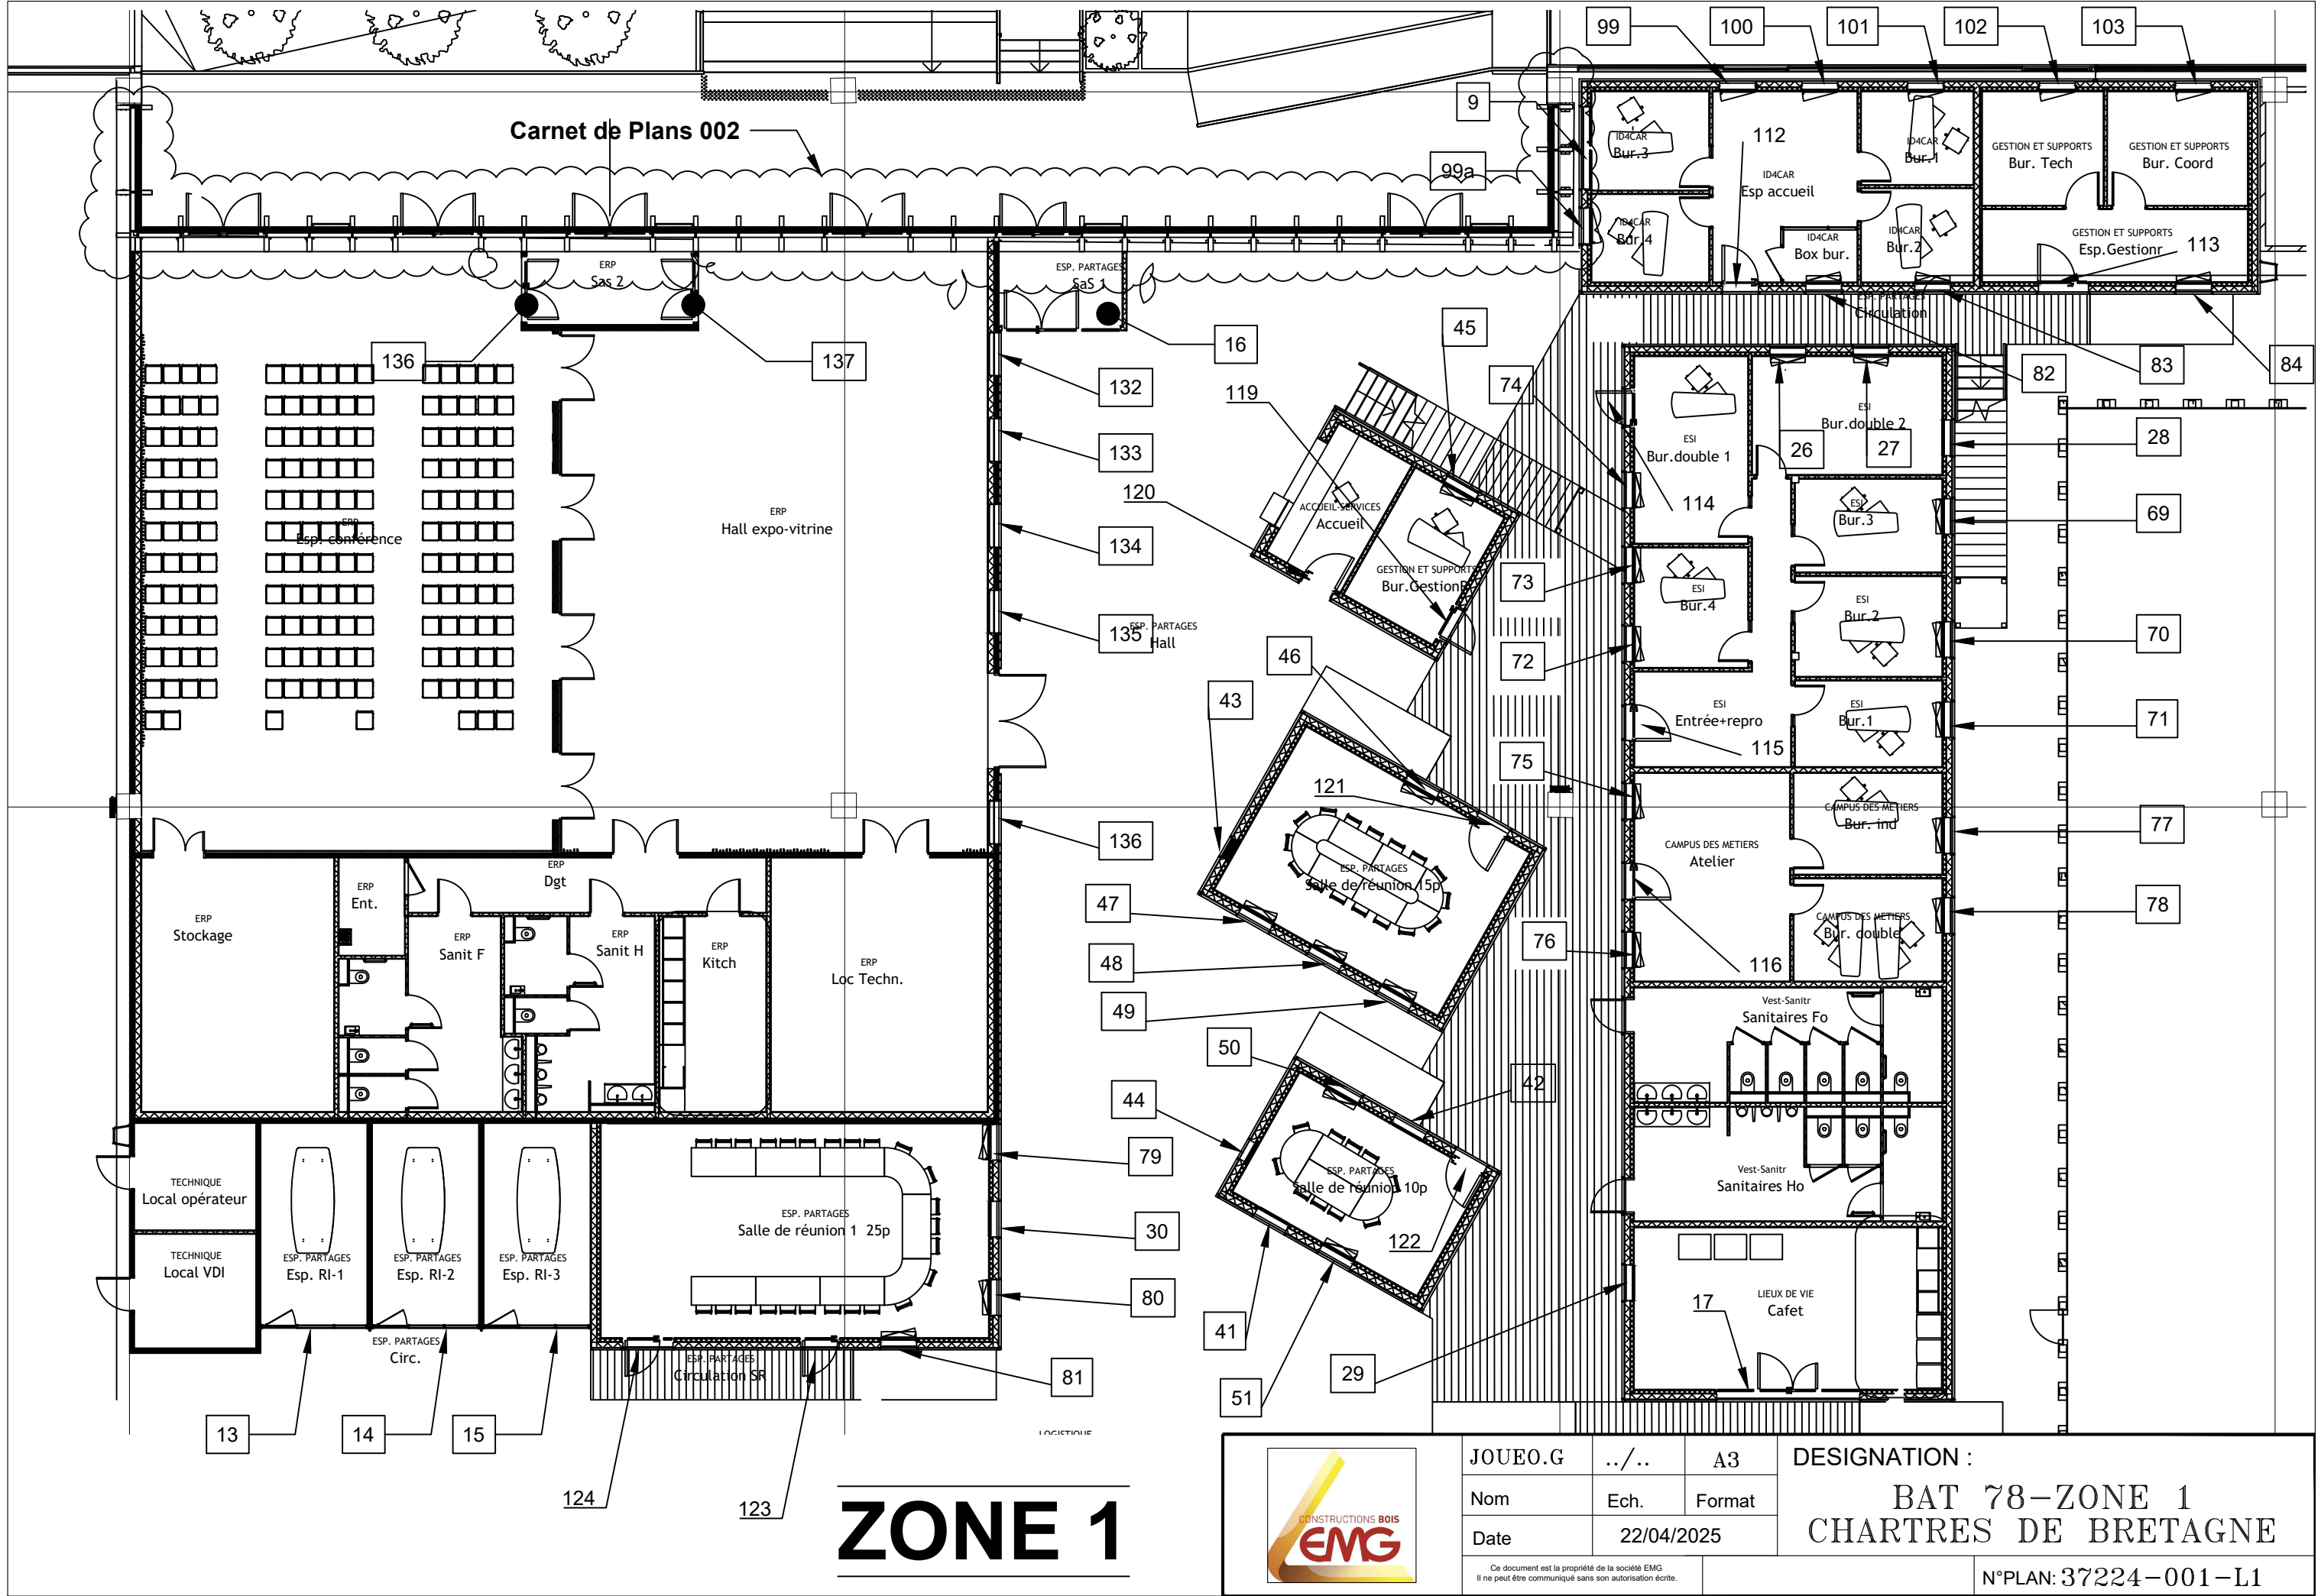 99
100
101
102
103
9
99a
Carnet de Plans 002
112
ID4CAR
Bur.3
ID4CAR
Esp accueil
ID4CAR
Bur.1
GESTION ET SUPPORTS
Bur. Tech
GESTION ET SUPPORTS
Bur. Coord
ID4CAR
Bur.4
ID4CAR
Box bur.
ID4CAR
Bur.2
GESTION ET SUPPORTS
Esp.Gestionr
113
ERP
Sas 2
ESP. PARTAGES
SaS 1
ESP. PARTAGES
Circulation
136
137
16
45
132
119
74
82
83
84
133
120
134
135
ESP. PARTAGES
Hall
ERP
Esp. conférence
ERP
Hall expo-vitrine
ACCUEIL-SERVICES
Accueil
GESTION ET SUPPORTS
Bur.GestionR
ESI
Bur.double 1
ESI
Bur.double 2
26
27
28
114
ESI
Bur.3
69
73
ESI
Bur.4
ESI
Bur.2
70
72
46
43
ESI
Entrée+repro
ESI
Bur.1
71
115
75
121
136
CAMPUS DES METIERS
Bur. ind
77
CAMPUS DES METIERS
Atelier
ESP. PARTAGES
Salle de réunion 15p
47
48
49
76
CAMPUS DES METIERS
Bur. double
78
116
ERP
Dgt
ERP
Ent.
ERP
Stockage
ERP
Sanit F
ERP
Sanit H
ERP
Kitch
ERP
Loc Techn.
Vest-Sanitr
Sanitaires Fo
50
42
44
79
ESP. PARTAGES
Salle de réunion 10p
Vest-Sanitr
Sanitaires Ho
122
TECHNIQUE
Local opérateur
TECHNIQUE
Local VDI
ESP. PARTAGES
Esp. RI-1
ESP. PARTAGES
Esp. RI-2
ESP. PARTAGES
Esp. RI-3
ESP. PARTAGES
Salle de réunion 1 25p
30
80
41
51
29
17
LIEUX DE VIE
Cafet
ESP. PARTAGES
Circ.
ESP. PARTAGES
Circulation SR
81
13
14
15
124
123
LOGISTIQUE
ZONE 1
CONSTRUCTIONS BOIS
EMG
JOUEO.G
../..
A3
Nom
Ech.
Format
Date
22/04/2025
Ce document est la propriété de la société EMG
Il ne peut être communiqué sans son autorisation écrite.
DESIGNATION :
BAT 78-ZONE 1
CHARTRES DE BRETAGNE
N°PLAN: 37224-001-L1